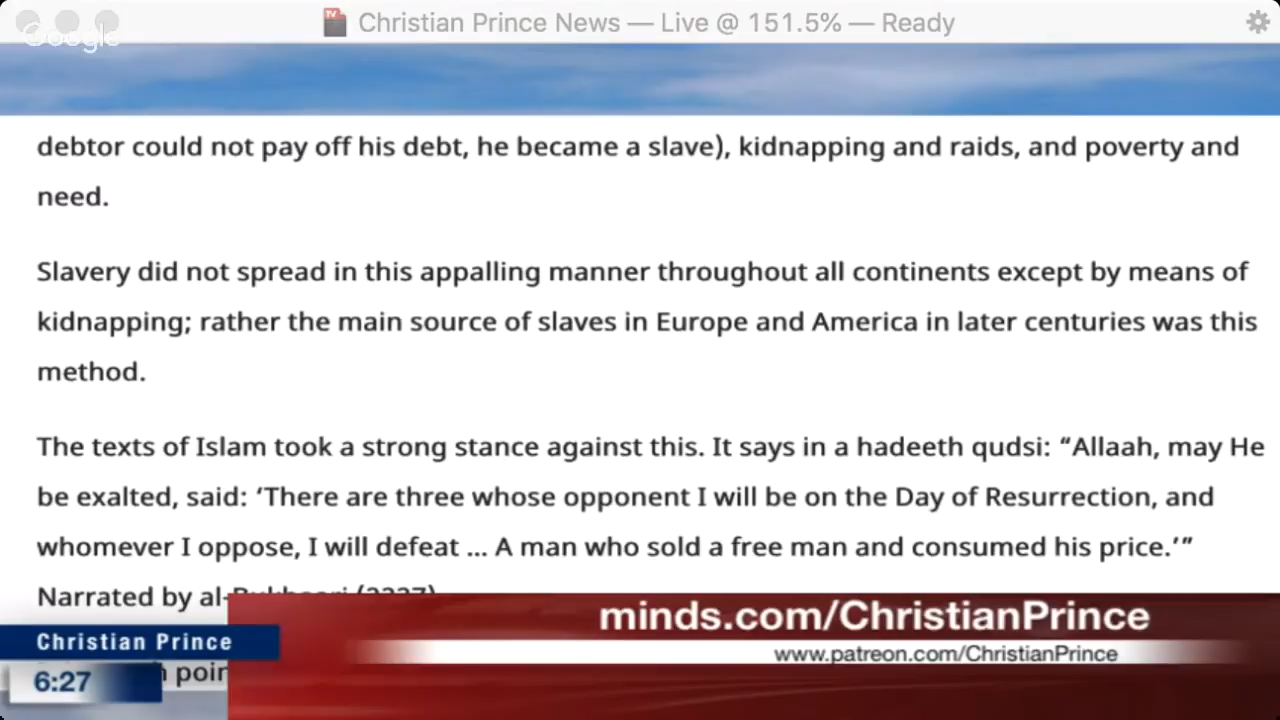 Christian Prince News — Live @ 151.5% — Ready
Google
debtor could not pay off his debt, he became a slave), kidnapping and raids, and poverty and
need.
Slavery did not spread in this appalling manner throughout all continents except by means of
kidnapping; rather the main source of slaves in Europe and America in later centuries was this
method.
The texts of Islam took a strong stance against this. It says in a hadeeth qudsi: “Allaah, may He
be exalted, said: ‘There are three whose opponent I will be on the Day of Resurrection, and
whomever I oppose, I will defeat ... A man who sold a free man and consumed his price.’”
Narrated by al-
minds.com/ChristianPrince
Christian Prince
www.patreon.com/ChristianPrince
6:27